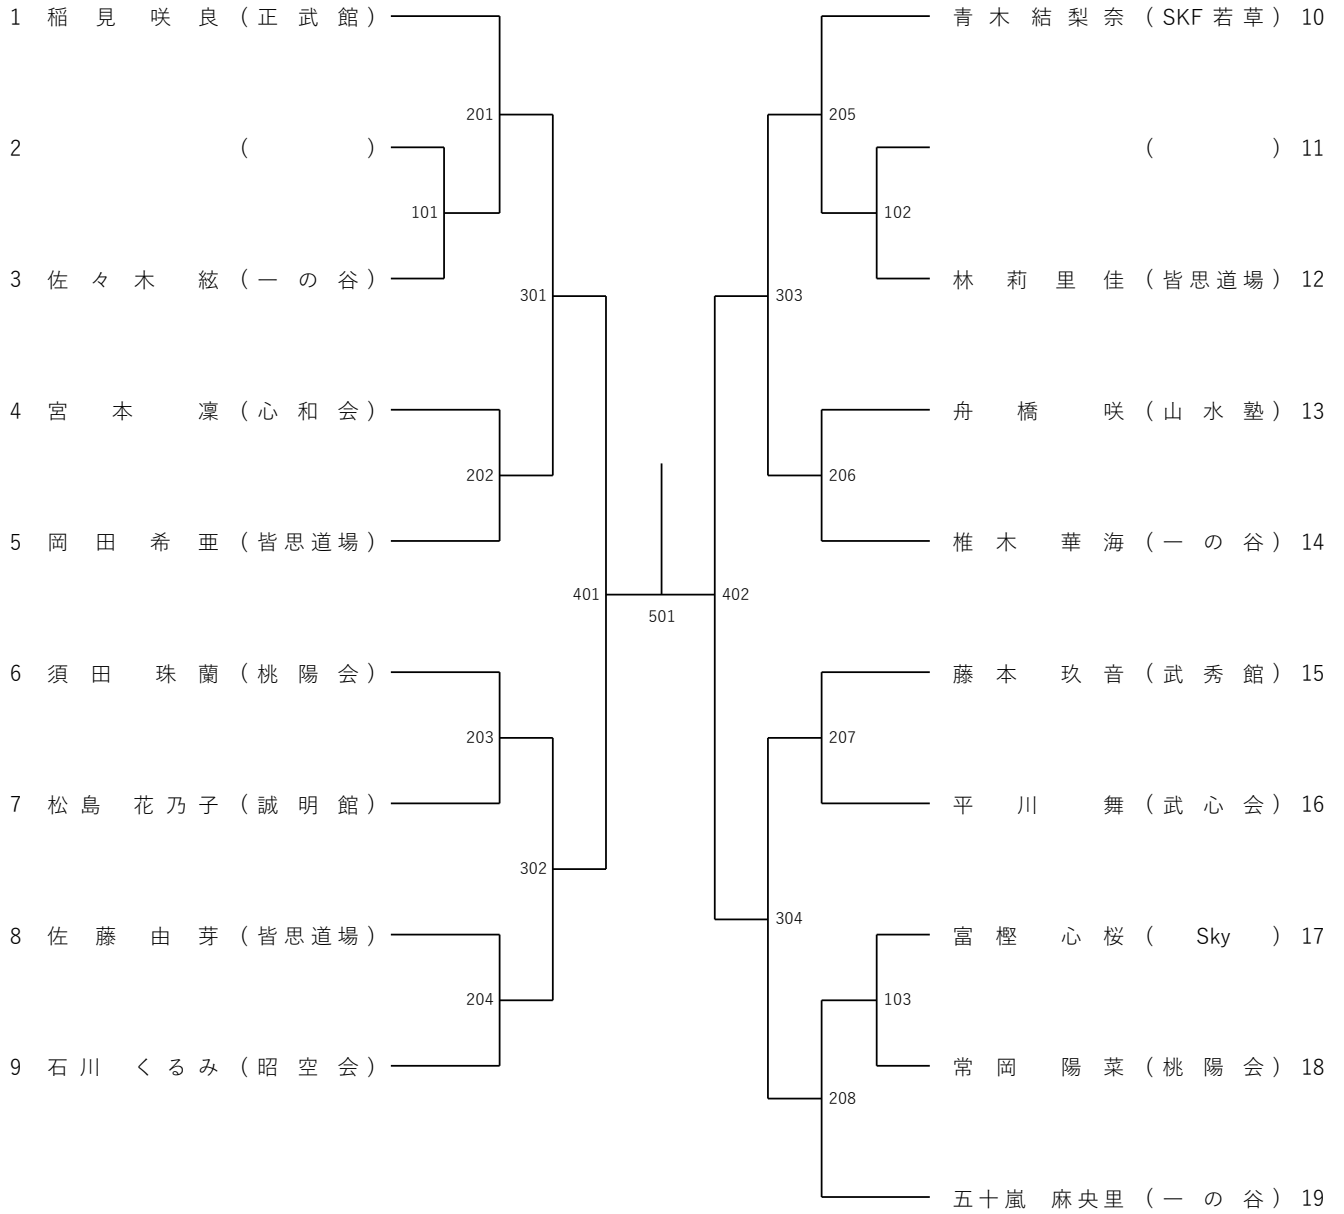 1 稲見 咲良 (正武館)
201
2 ( )
101
3 佐々木 絃 (一の谷)
301
4 宮本 凜 (心和会)
202
5 岡田 希亜 (皆思道場)
401
6 須田 珠蘭 (桃陽会)
203
7 松島 花乃子 (誠明館)
302
8 佐藤 由芽 (皆思道場)
204
9 石川 くるみ (昭空会)
501
青木 結梨奈 (SKF若草) 10
205
( ) 11
102
林 莉里佳 (皆思道場) 12
303
舟橋 咲 (山水塾) 13
206
椎木 華海 (一の谷) 14
402
藤本 玖音 (武秀館) 15
207
平川 舞 (武心会) 16
304
富樫 心桜 (Sky) 17
103
常岡 陽菜 (桃陽会) 18
208
五十嵐 麻央里 (一の谷) 19